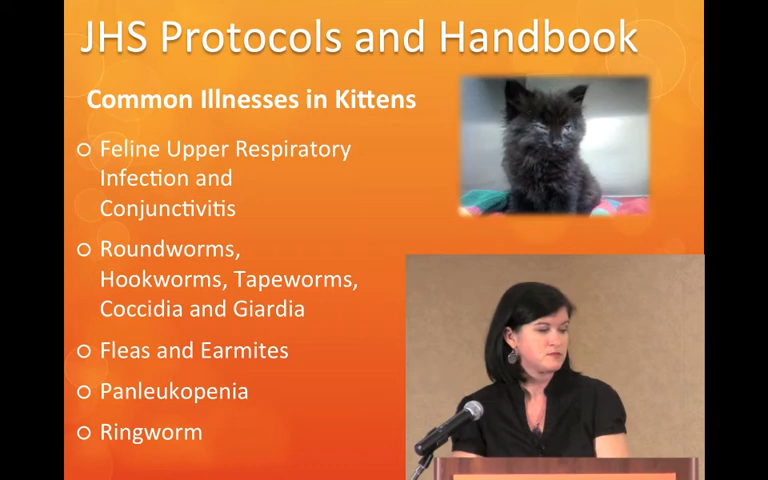 JHS Protocols and Handbook
Common Illnesses in Kittens
Feline Upper Respiratory
Infection and
Conjunctivitis
Roundworms,
Hookworms, Tapeworms,
Coccidia and Giardia
Fleas and Earmites
Panleukopenia
Ringworm